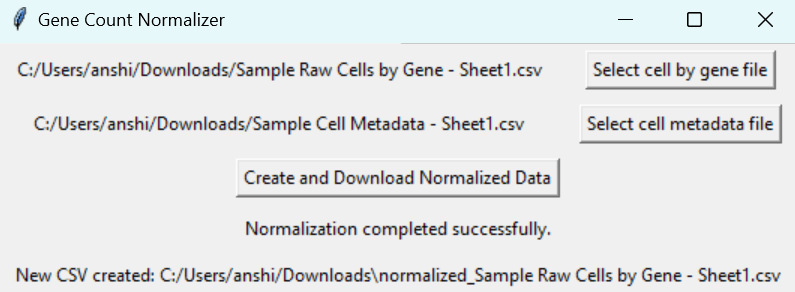 Gene Count Normalizer
C:/Users/anshi/Downloads/Sample Raw Cells by Gene - Sheet1.csv Select cell by gene file
C:/Users/anshi/Downloads/Sample Cell Metadata - Sheet1.csv Select cell metadata file
Create and Download Normalized Data
Normalization completed successfully.
New CSV created: C:/Users/anshi/Downloads\normalized_Sample Raw Cells by Gene - Sheet1.csv